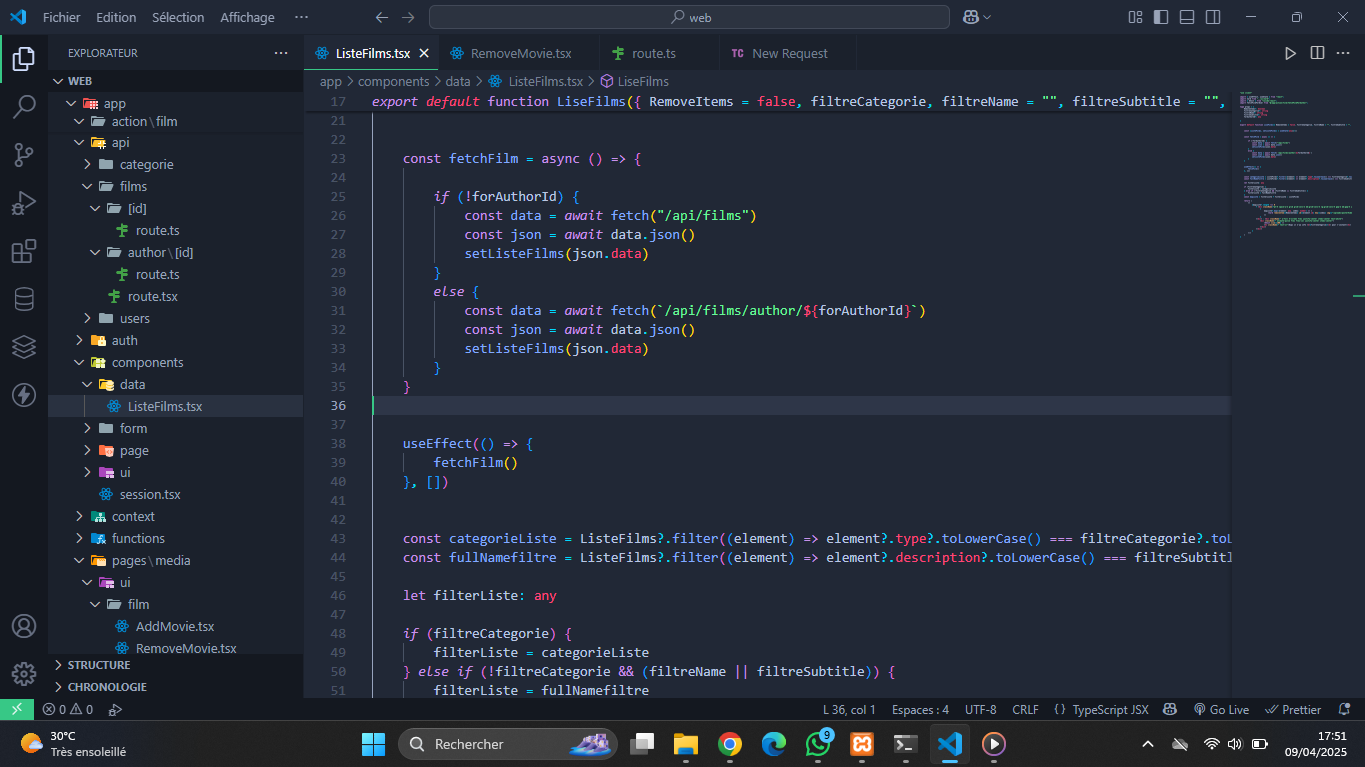 Fichier Edition Sélection Affichage ··· web
EXPLORATEUR ···
ListeFilms.tsx RemoveMovie.tsx route.ts TC New Request ···
WEB
app
action\film
api
categorie
films
[id]
route.ts
author\[id]
route.ts
route.tsx
users
auth
components
data
ListeFilms.tsx
form
page
ui
session.tsx
context
functions
pages\media
ui
film
AddMovie.tsx
RemoveMovie.tsx
STRUCTURE
CHRONOLOGIE
app > components > data > ListeFilms.tsx > LiseFilms
17 export default function LiseFilms({ RemoveItems = false, filtreCategorie, filtreName = "", filtreSubtitle = "",
21
22
23 const fetchFilm = async () => {
24
25 if (!forAuthorId) {
26 const data = await fetch("/api/films")
27 const json = await data.json()
28 setListeFilms(json.data)
29 }
30 else {
31 const data = await fetch(`/api/films/author/${forAuthorId}`)
32 const json = await data.json()
33 setListeFilms(json.data)
34 }
35 }
36
37
38 useEffect(() => {
39 fetchFilm()
40 }, [])
41
42
43 const categorieListe = ListeFilms?.filter((element) => element?.type?.toLowerCase() === filtreCategorie?.toL
44 const fullNamefiltre = ListeFilms?.filter((element) => element?.description?.toLowerCase() === filtreSubtitl
45
46 let filterListe: any
47
48 if (filtreCategorie) {
49 filterListe = categorieListe
50 } else if (!filtreCategorie && (filtreName || filtreSubtitle)) {
51 filterListe = fullNamefiltre
0 0 L 36, col 1 Espaces : 4 UTF-8 CRLF {} TypeScript JSX Go Live Prettier
30°C
Très ensoleillé
Rechercher
9
17:51
09/04/2025